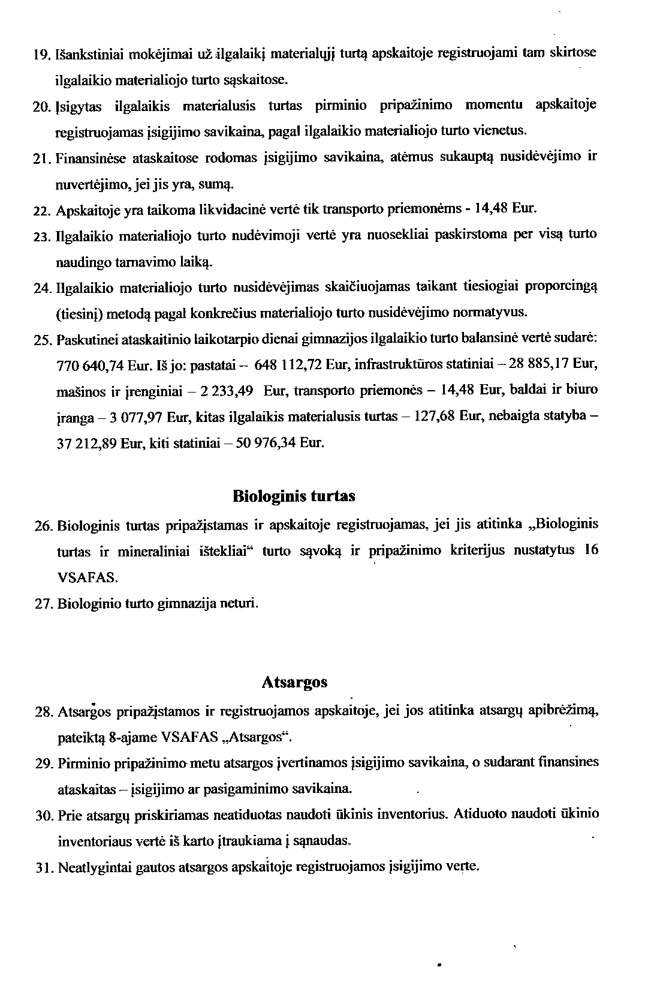 19. Išankstiniai mokėjimai už ilgalaikį materialųjį turtą apskaitoje registruojami tam skirtose
ilgalaikio materialiojo turto sąskaitose.
20. Įsigytas ilgalaikis materialusis turtas pirminio pripažinimo momentu apskaitoje
registruojamas įsigijimo savikaina, pagal ilgalaikio materialiojo turto vienetus.
21. Finansinėse ataskaitose rodomas įsigijimo savikaina, atėmus sukauptą nusidėvėjimo ir
nuvertėjimo, jei jis yra, sumą.
22. Apskaitoje yra taikoma likvidacinė vertė tik transporto priemonėms - 14,48 Eur.
23. Ilgalaikio materialiojo turto nudėvimoji vertė yra nuosekliai paskirstoma per visą turto
naudingo tarnavimo laiką.
24. Ilgalaikio materialiojo turto nusidėvėjimas skaičiuojamas taikant tiesiogiai proporcingą
(tiesinį) metodą pagal konkrečius materialiojo turto nusidėvėjimo normatyvus.
25. Paskutinei ataskaitinio laikotarpio dienai gimnazijos ilgalaikio turto balansinė vertė sudarė:
770 640,74 Eur. Iš jo: pastatai – 648 112,72 Eur, infrastruktūros statiniai – 28 885,17 Eur,
mašinos ir įrenginiai – 2 233,49 Eur, transporto priemonės – 14,48 Eur, baldai ir biuro
įranga – 3 077,97 Eur, kitas ilgalaikis materialusis turtas – 127,68 Eur, nebaigta statyba –
37 212,89 Eur, kiti statiniai – 50 976,34 Eur.
Biologinis turtas
26. Biologinis turtas pripažįstamas ir apskaitoje registruojamas, jei jis atitinka „Biologinis
turtas ir mineraliniai ištekliai“ turto sąvoką ir pripažinimo kriterijus nustatytus 16
VSAFAS.
27. Biologinio turto gimnazija neturi.
Atsargos
28. Atsargos pripažįstamos ir registruojamos apskaitoje, jei jos atitinka atsargų apibrėžimą,
pateiktą 8-ajame VSAFAS „Atsargos“.
29. Pirminio pripažinimo metu atsargos įvertinamos įsigijimo savikaina, o sudarant finansines
ataskaitas – įsigijimo ar pasigaminimo savikaina.
30. Prie atsargų priskiriamas neatiduotas naudoti ūkinis inventorius. Atiduoto naudoti ūkinio
inventoriaus vertė iš karto įtraukiama į sąnaudas.
31. Neatlygintai gautos atsargos apskaitoje registruojamos įsigijimo verte.